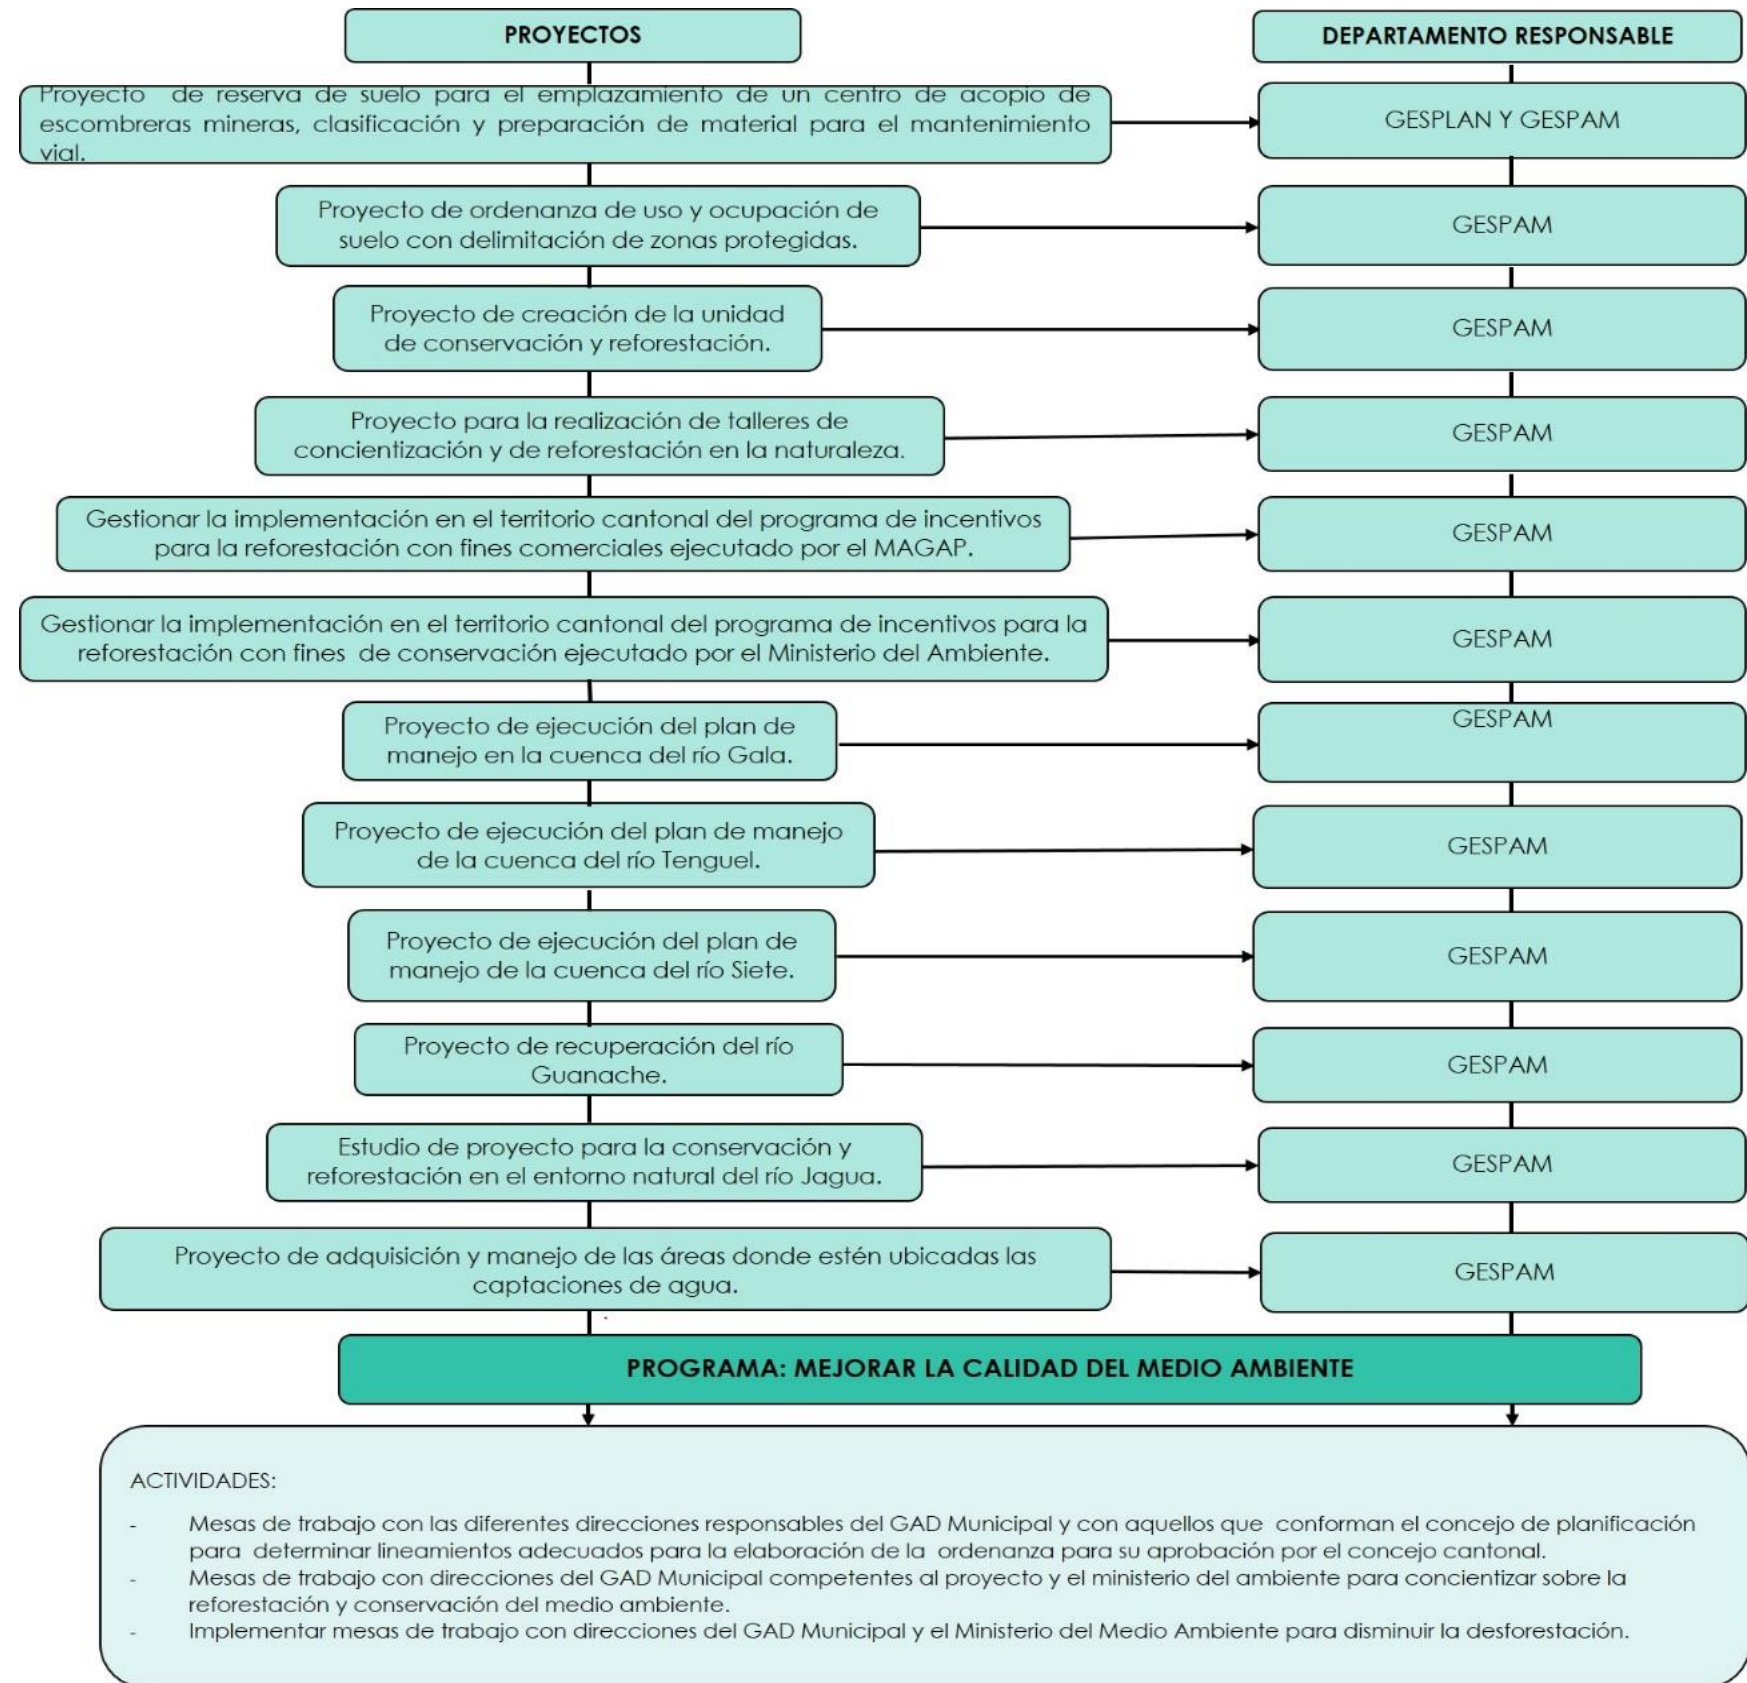 PROYECTOS
DEPARTAMENTO RESPONSABLE
Proyecto de reserva de suelo para el emplazamiento de un centro de acopio de
escombreras mineras, clasificación y preparación de material para el mantenimiento
vial.
GESPLAN Y GESPAM
Proyecto de ordenanza de uso y ocupación de
suelo con delimitación de zonas protegidas.
GESPAM
Proyecto de creación de la unidad
de conservación y reforestación.
GESPAM
Proyecto para la realización de talleres de
concientización y de reforestación en la naturaleza.
GESPAM
Gestionar la implementación en el territorio cantonal del programa de incentivos
para la reforestación con fines comerciales ejecutado por el MAGAP.
GESPAM
Gestionar la implementación en el territorio cantonal del programa de incentivos para la
reforestación con fines de conservación ejecutado por el Ministerio del Ambiente.
GESPAM
Proyecto de ejecución del plan de
manejo en la cuenca del río Gala.
GESPAM
Proyecto de ejecución del plan de manejo
de la cuenca del río Tenguel.
GESPAM
Proyecto de ejecución del plan de
manejo de la cuenca del río Siete.
GESPAM
Proyecto de recuperación del río
Guanache.
GESPAM
Estudio de proyecto para la conservación y
reforestación en el entorno natural del río Jagua.
GESPAM
Proyecto de adquisición y manejo de las áreas donde estén ubicadas las
captaciones de agua.
GESPAM
.
PROGRAMA: MEJORAR LA CALIDAD DEL MEDIO AMBIENTE
ACTIVIDADES:
- Mesas de trabajo con las diferentes direcciones responsables del GAD Municipal y con aquellos que conforman el concejo de planificación
para determinar lineamientos adecuados para la elaboración de la ordenanza para su aprobación por el concejo cantonal.
- Mesas de trabajo con direcciones del GAD Municipal competentes al proyecto y el ministerio del ambiente para concientizar sobre la
reforestación y conservación del medio ambiente.
- Implementar mesas de trabajo con direcciones del GAD Municipal y el Ministerio del Medio Ambiente para disminuir la desforestación.